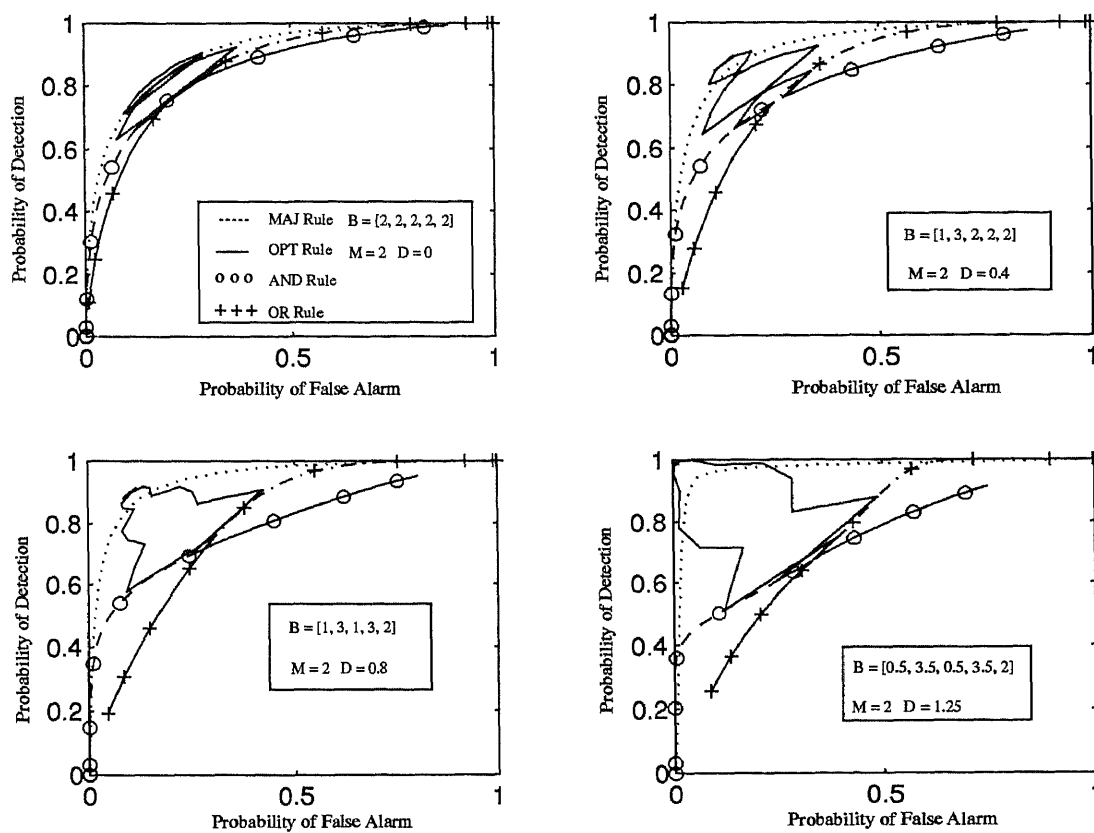 1
0.8
0.6
0.4
0.2
0
0
0.5
1
Probability of Detection
Probability of False Alarm
MAJ Rule B = [2, 2, 2, 2, 2]
OPT Rule M = 2 D = 0
AND Rule
OR Rule
1
0.8
0.6
0.4
0.2
0
0
0.5
1
Probability of Detection
Probability of False Alarm
B = [1, 3, 2, 2, 2]
M = 2 D = 0.4
1
0.8
0.6
0.4
0.2
0
0
0.5
1
Probability of Detection
Probability of False Alarm
B = [1, 3, 1, 3, 2]
M = 2 D = 0.8
1
0.8
0.6
0.4
0.2
0
0
0.5
1
Probability of Detection
Probability of False Alarm
B = [0.5, 3.5, 0.5, 3.5, 2]
M = 2 D = 1.25